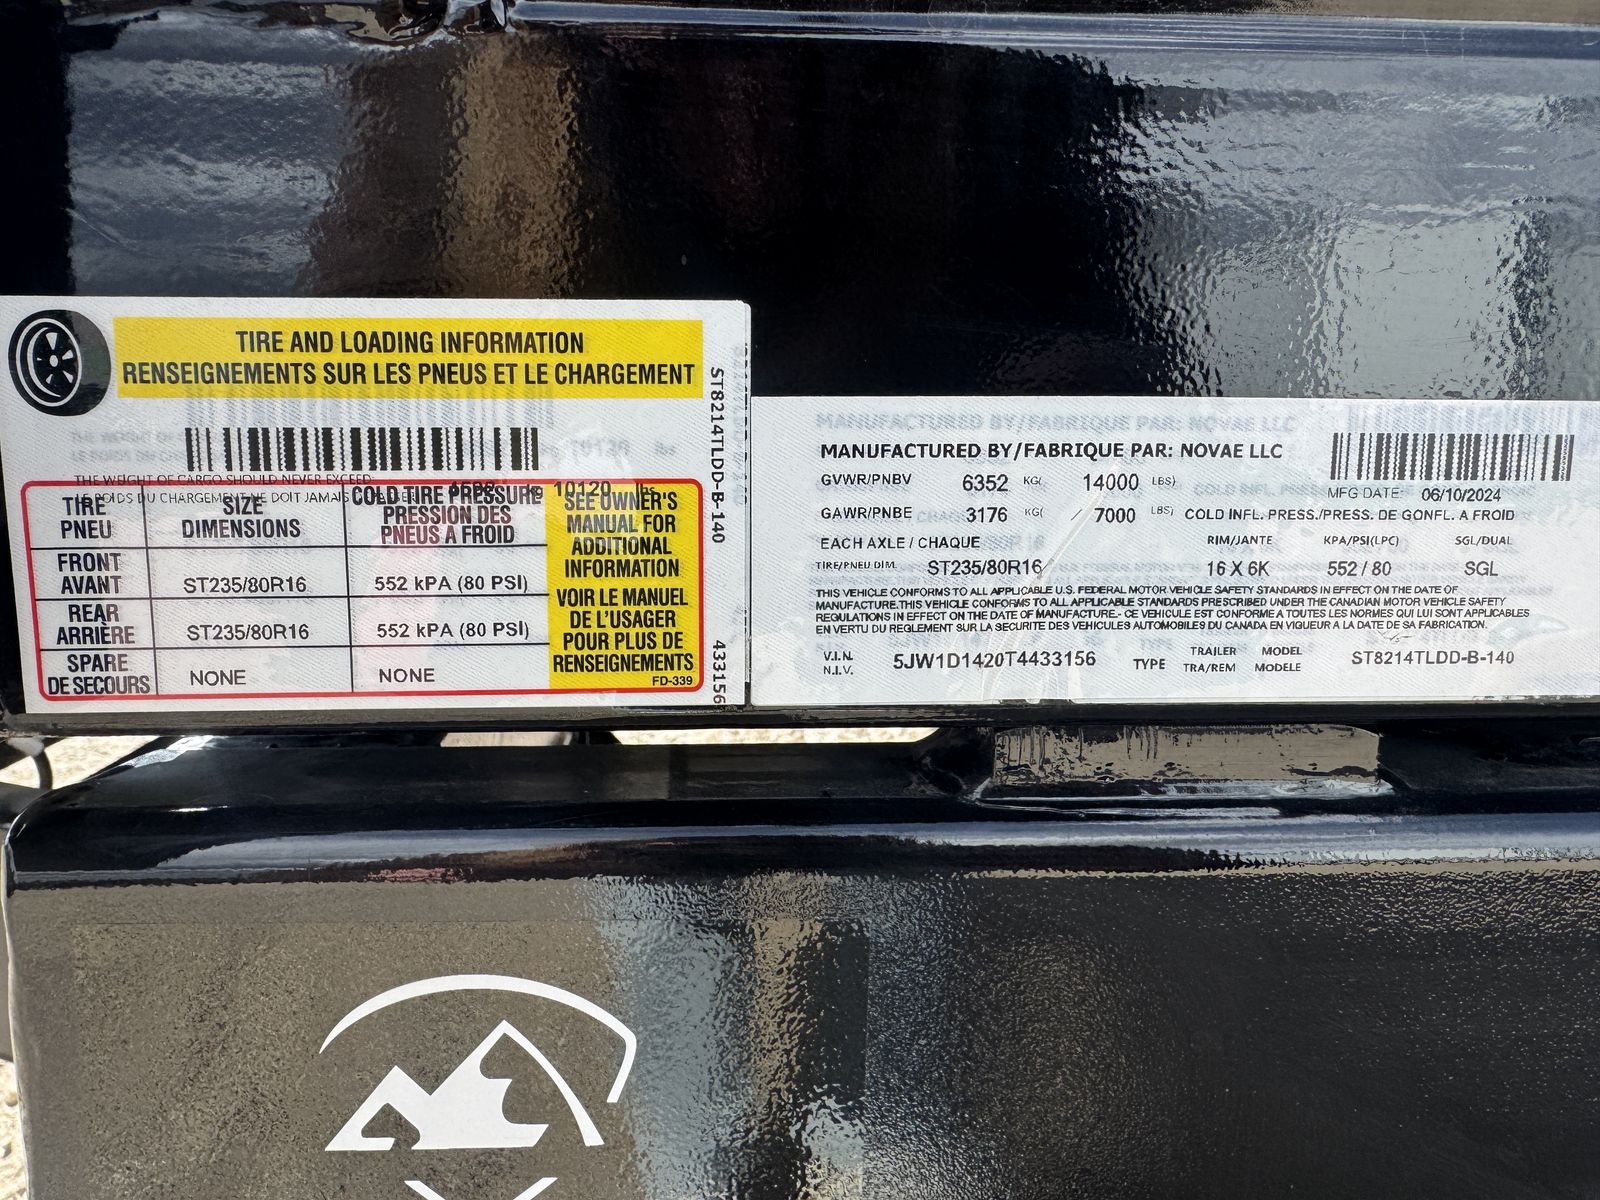 TIRE AND LOADING INFORMATION
RENSEIGNEMENTS SUR LES PNEUS ET LE CHARGEMENT
THE WEIGHT OF CARGO SHOULD NEVER EXCEED:
LE POIDS DU CHARGEMENT NE DOIT JAMAIS kg 10120 lbs
TIRE PNEU
SIZE DIMENSIONS
COLD TIRE PRESSURE PRESSION DES PNEUS A FROID
FRONT AVANT
ST235/80R16
552 kPA (80 PSI)
REAR ARRIÈRE
ST235/80R16
552 kPA (80 PSI)
SPARE DE SECOURS
NONE
NONE
SEE OWNER'S
MANUAL FOR
ADDITIONAL
INFORMATION
VOIR LE MANUEL
DE L'USAGER
POUR PLUS DE
RENSEIGNEMENTS
FD-339
ST8214TLDD-B-140
433156
MANUFACTURED BY/FABRIQUE PAR: NOVAE LLC
GVWR/PNBV 6352 KG( 14000 LBS)
MFG DATE: 06/10/2024
GAWR/PNBE 3176 KG( / 7000 LBS) COLD INFL. PRESS./PRESS. DE GONFL. A FROID
EACH AXLE / CHAQUE RIM/JANTE KPA/PSI(LPC) SGL/DUAL
TIRE/PNEU DIM. ST235/80R16 16 X 6K 552 / 80 SGL
THIS VEHICLE CONFORMS TO ALL APPLICABLE U.S. FEDERAL MOTOR VEHICLE SAFETY STANDARDS IN EFFECT ON THE DATE OF
MANUFACTURE.THIS VEHICLE CONFORMS TO ALL APPLICABLE STANDARDS PRESCRIBED UNDER THE CANADIAN MOTOR VEHICLE SAFETY
REGULATIONS IN EFFECT ON THE DATE OF MANUFACTURE.- CE VEHICULE EST CONFORME A TOUTES LES NORMES QUI LUI SONT APPLICABLES
EN VERTU DU REGLEMENT SUR LA SECURITE DES VEHICULES AUTOMOBILES DU CANADA EN VIGUEUR A LA DATE DE SA FABRICATION.
V.I.N. N.I.V. 5JW1D1420T4433156 TYPE TRAILER TRA/REM MODEL MODELE ST8214TLDD-B-140